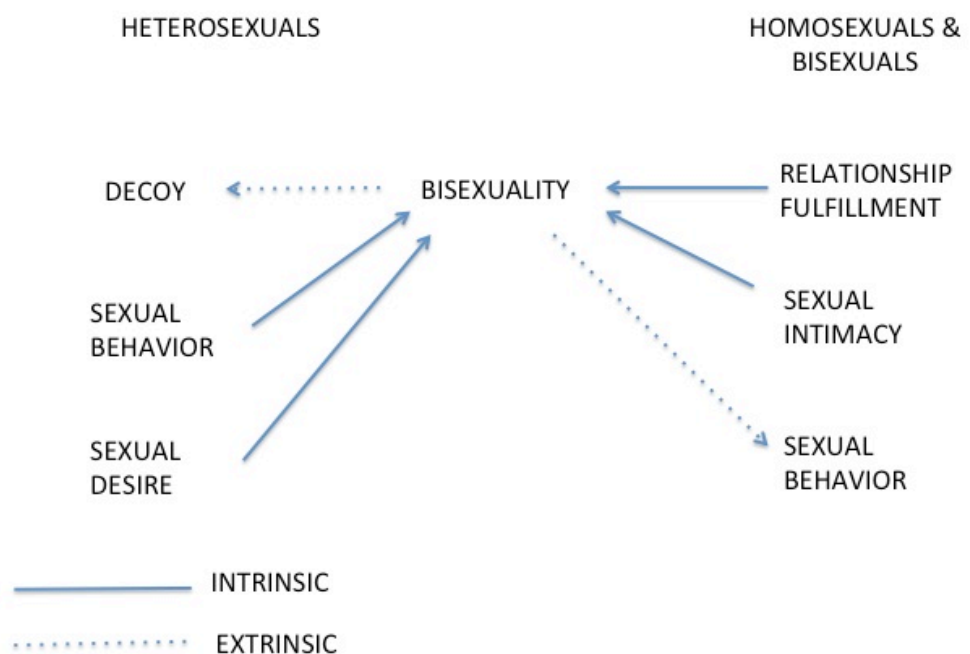 HETEROSEXUALS
HOMOSEXUALS &
BISEXUALS
DECOY
BISEXUALITY
RELATIONSHIP
FULFILLMENT
SEXUAL
BEHAVIOR
SEXUAL
INTIMACY
SEXUAL
DESIRE
SEXUAL
BEHAVIOR
INTRINSIC
EXTRINSIC